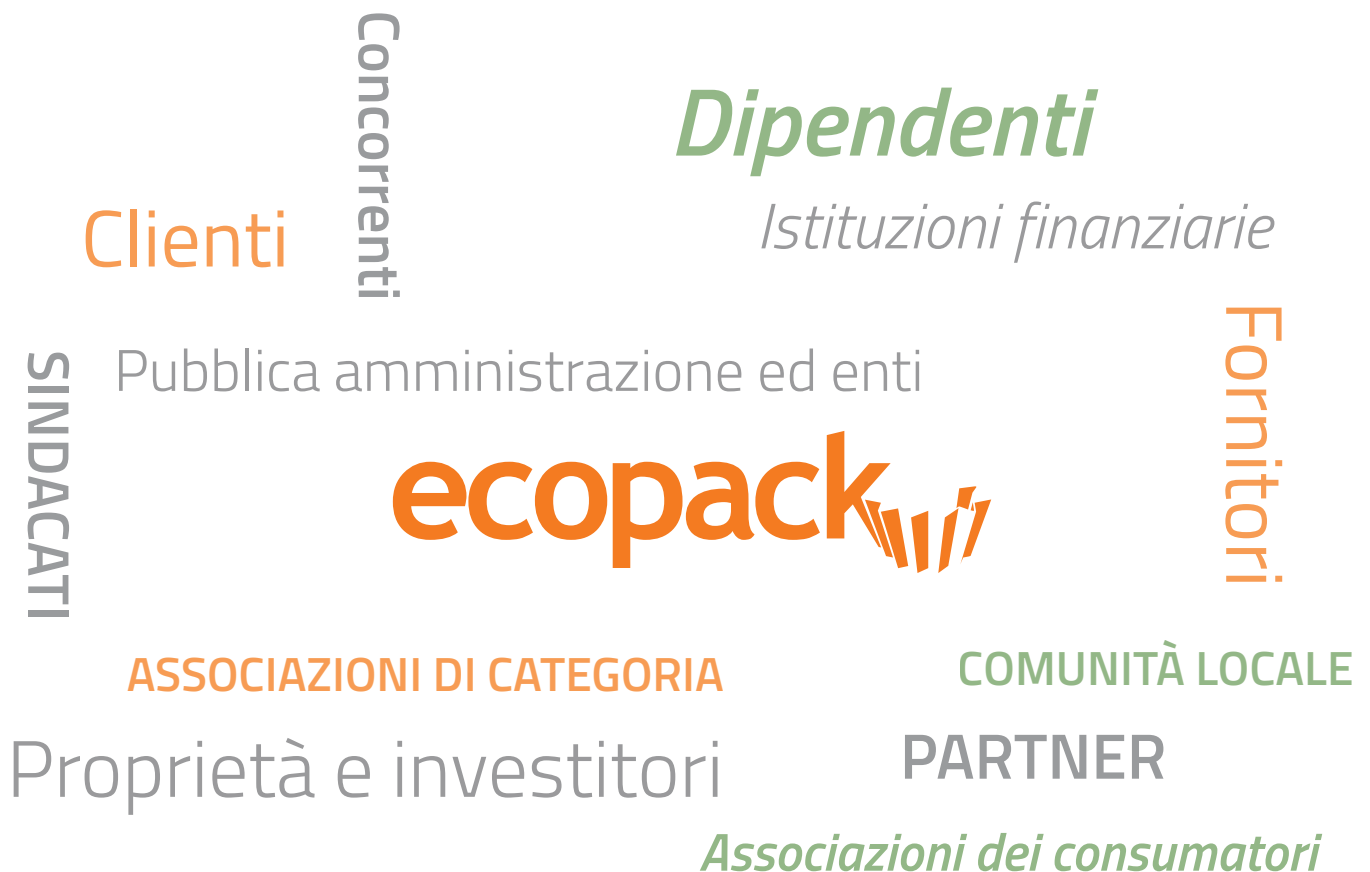 Concorrenti
Dipendenti
Clienti
Istituzioni finanziarie
Pubblica amministrazione ed enti
Fornitori
SINDACATI
ecopack
ASSOCIAZIONI DI CATEGORIA
COMUNITÀ LOCALE
Proprietà e investitori
PARTNER
Associazioni dei consumatori